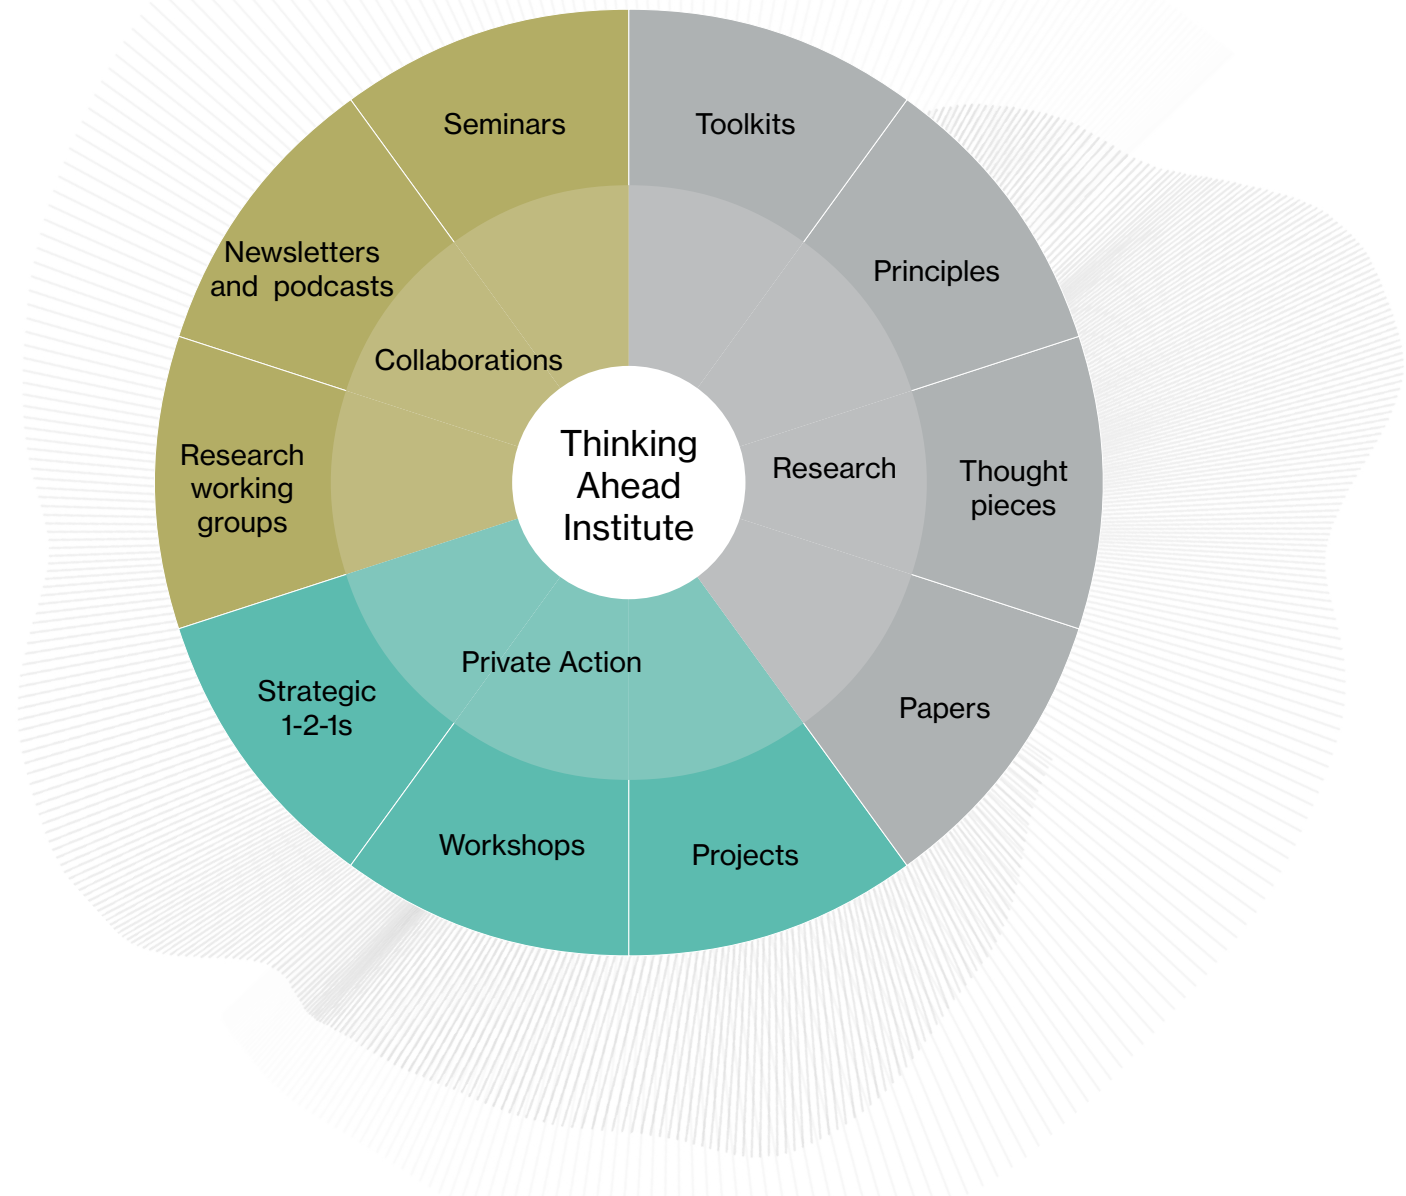 Seminars
Toolkits
Newsletters
and podcasts
Principles
Collaborations
Thinking
Ahead
Institute
Research
Thought
pieces
Research
working
groups
Private Action
Strategic
1-2-1s
Papers
Workshops
Projects